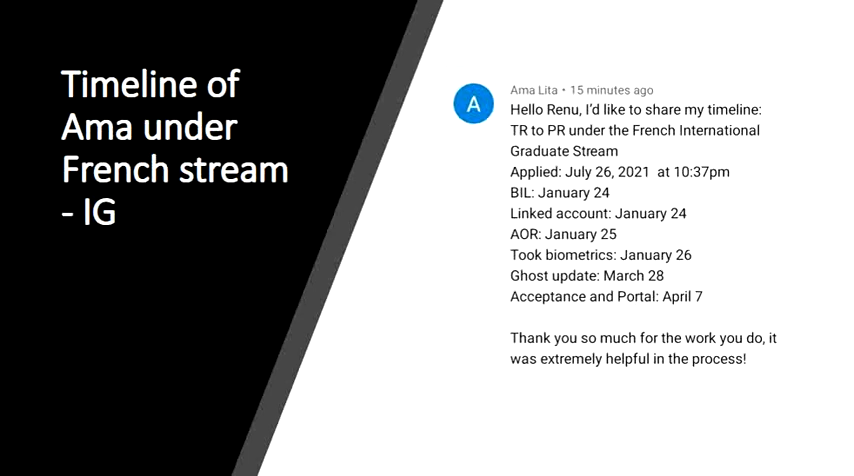 Timeline of
Ama under
French stream
- IG
A
Ama Lita • 15 minutes ago
Hello Renu, I'd like to share my timeline:
TR to PR under the French International
Graduate Stream
Applied: July 26, 2021  at 10:37pm
BIL: January 24
Linked account: January 24
AOR: January 25
Took biometrics: January 26
Ghost update: March 28
Acceptance and Portal: April 7
Thank you so much for the work you do, it
was extremely helpful in the process!